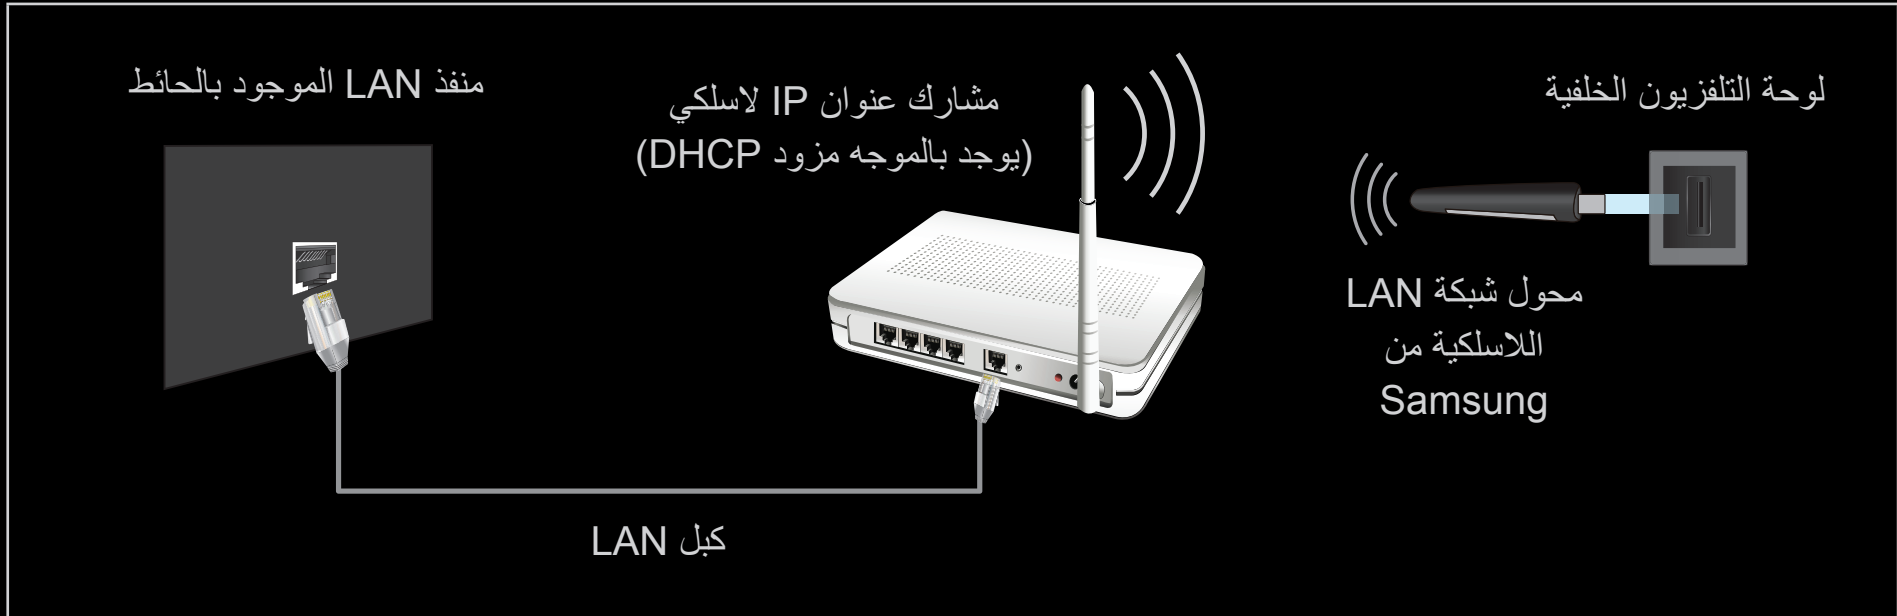 لوحة التلفزيون الخلفية
مشارك عنوان IP لاسلكي
(يوجد بالموجه مزود DHCP)
منفذ LAN الموجود بالحائط
محول شبكة LAN
اللاسلكية من
Samsung
كبل LAN